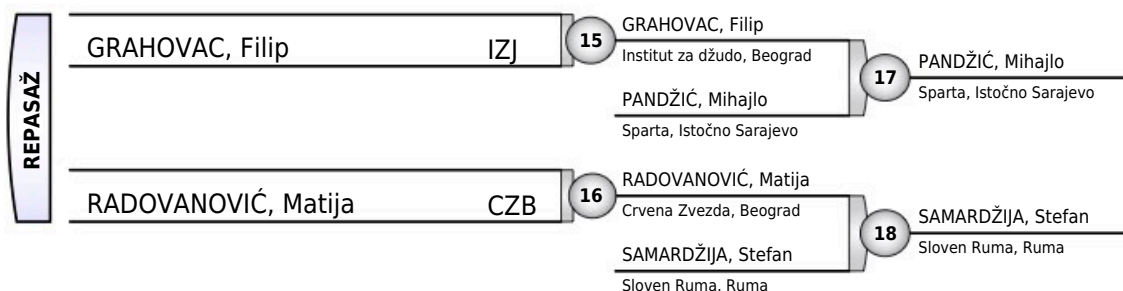 REPASAŽ
GRAHOVAC, Filip IZJ
15
GRAHOVAC, Filip
Institut za džudo, Beograd
PANDŽIĆ, Mihajlo
Sparta, Istočno Sarajevo
17
PANDŽIĆ, Mihajlo
Sparta, Istočno Sarajevo
RADOVANOVIĆ, Matija CZB
16
RADOVANOVIĆ, Matija
Crvena Zvezda, Beograd
SAMARDŽIJA, Stefan
Sloven Ruma, Ruma
18
SAMARDŽIJA, Stefan
Sloven Ruma, Ruma